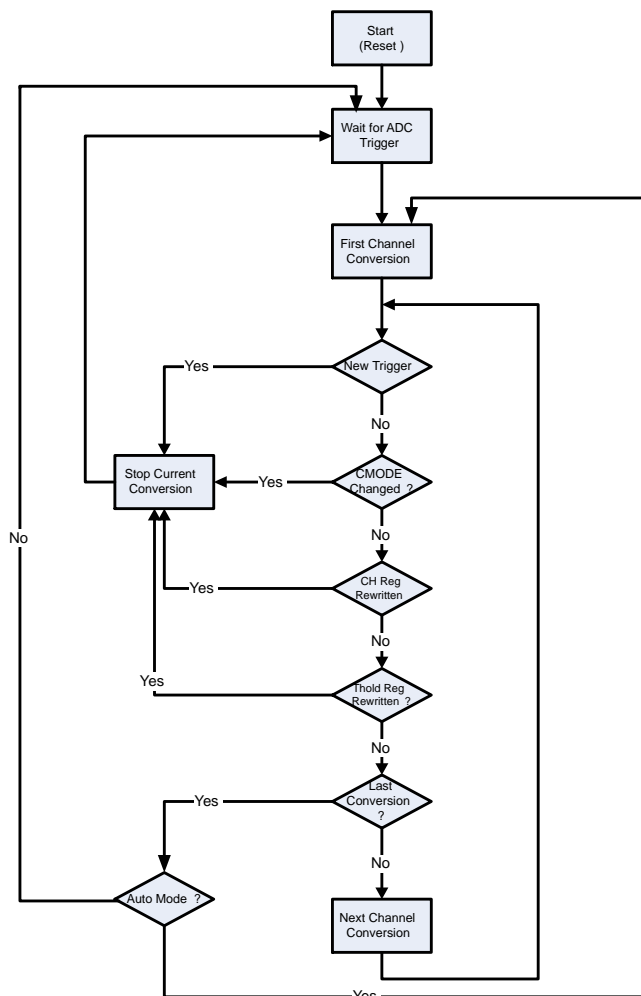 Start
(Reset )
Wait for ADC
Trigger
First Channel
Conversion
New Trigger
Yes
No
Stop Current
Conversion
Yes
CMODE
Changed ?
No
No
Yes
CH Reg
Rewritten
No
Yes
Thold Reg
Rewritten ?
No
Yes
Last
Conversion
?
No
Auto Mode ?
Next Channel
Conversion
Yes